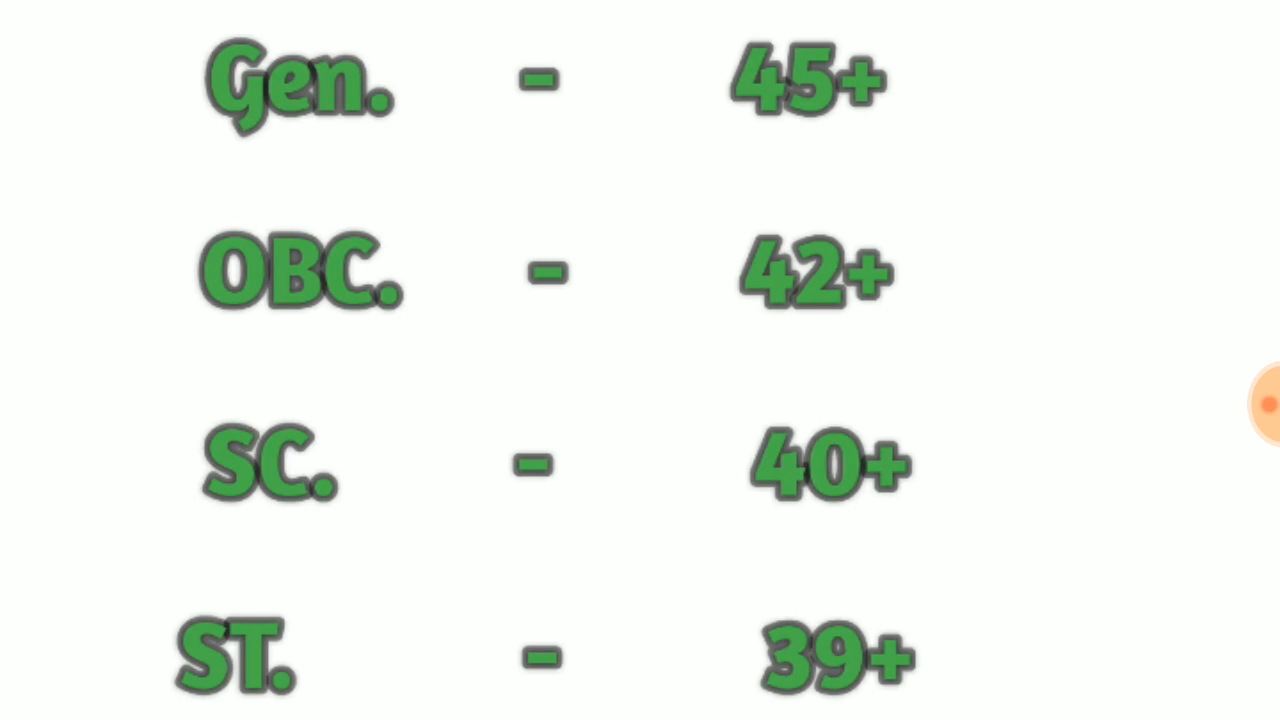 Gen. - 45+
OBC. - 42+
SC. - 40+
ST. - 39+